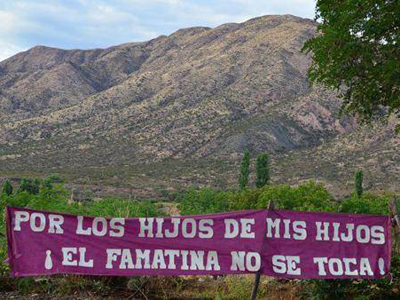 POR LOS HIJOS DE MIS HIJOS
¡ EL FAMATINA NO SE TOCA !